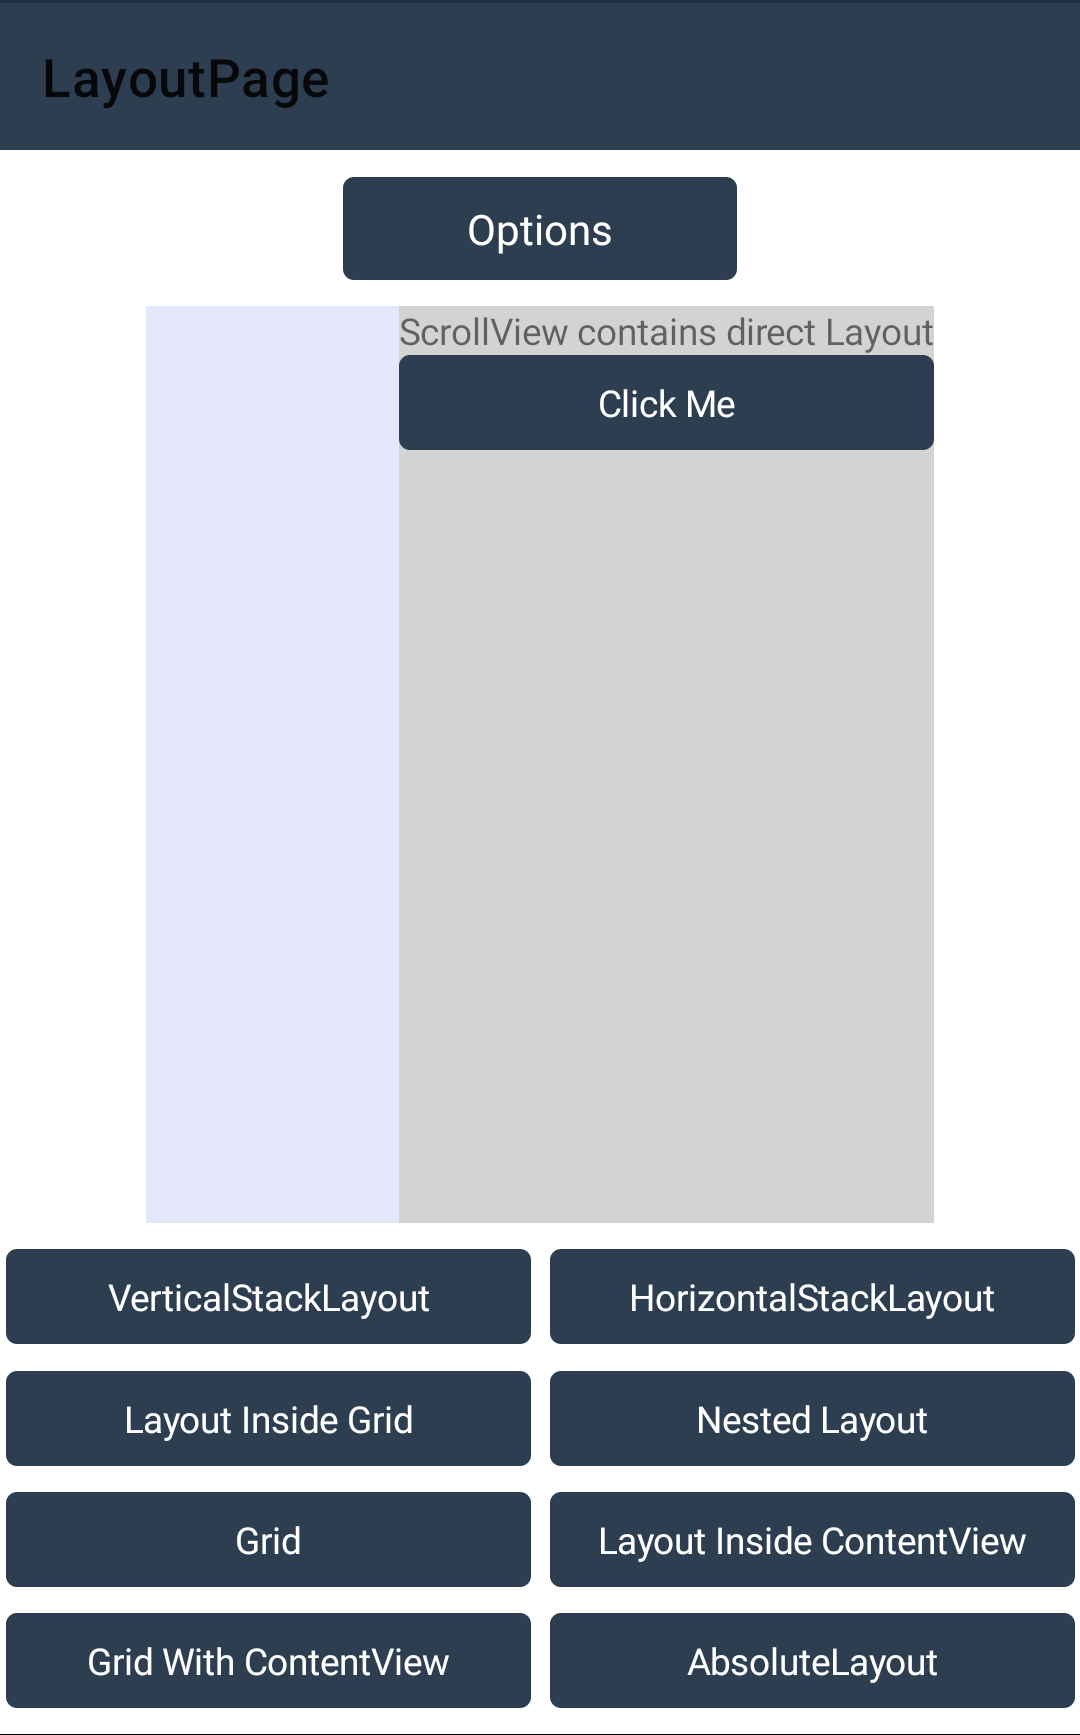 LayoutPage
Options
ScrollView contains direct Layout
Click Me
VerticalStackLayout
HorizontalStackLayout
Layout Inside Grid
Nested Layout
Grid
Layout Inside ContentView
Grid With ContentView
AbsoluteLayout